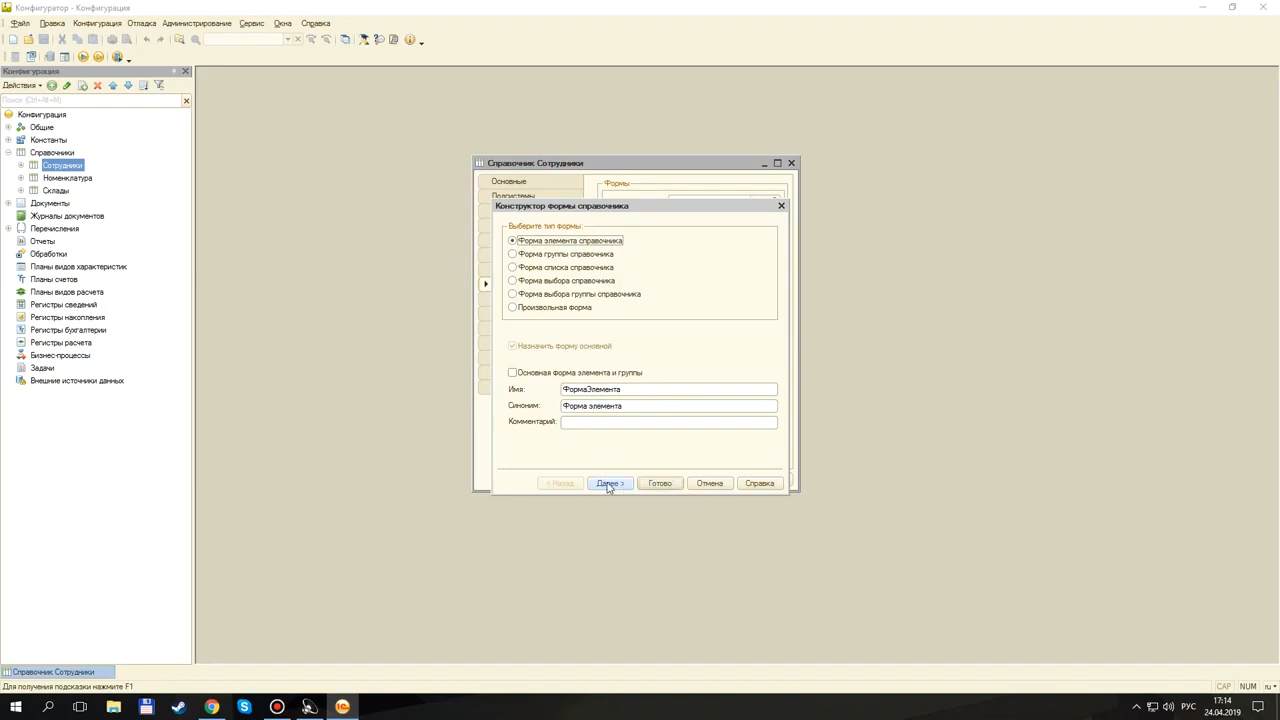 Конфигуратор - Конфигурация
Файл Правка Конфигурация Отладка Администрирование Сервис Окна Справка
Конфигурация
Действия
Поиск (Ctrl+Alt+M)
Конфигурация
Общие
Константы
Справочники
Сотрудники
Номенклатура
Склады
Документы
Журналы документов
Перечисления
Отчеты
Обработки
Планы видов характеристик
Планы счетов
Планы видов расчета
Регистры сведений
Регистры накопления
Регистры бухгалтерии
Регистры расчета
Бизнес-процессы
Задачи
Внешние источники данных
Справочник Сотрудники
Основные
Подсистемы
Формы
Конструктор формы справочника
Выберите тип формы:
Форма элемента справочника
Форма группы справочника
Форма списка справочника
Форма выбора справочника
Форма выбора группы справочника
Произвольная форма
Назначить форму основной
Основная форма элемента и группы
Имя: ФормаЭлемента
Синоним: Форма элемента
Комментарий:
< Назад Далее > Готово Отмена Справка
Справочник Сотрудники
Для получения подсказки нажмите F1
CAP NUM ru
РУС
17:14
24.04.2019